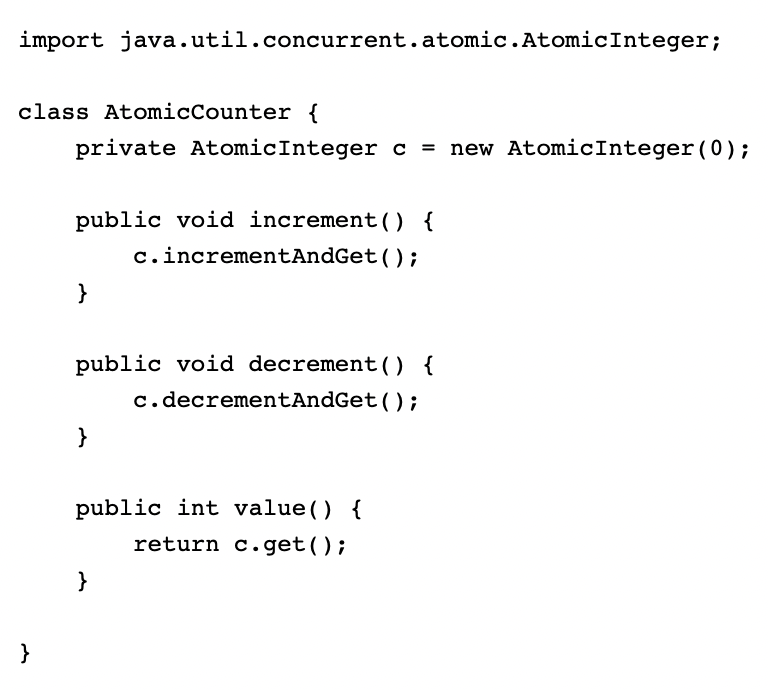 import java.util.concurrent.atomic.AtomicInteger;
class AtomicCounter {
    private AtomicInteger c = new AtomicInteger(0);
    public void increment() {
        c.incrementAndGet();
    }
    public void decrement() {
        c.decrementAndGet();
    }
    public int value() {
        return c.get();
    }
}